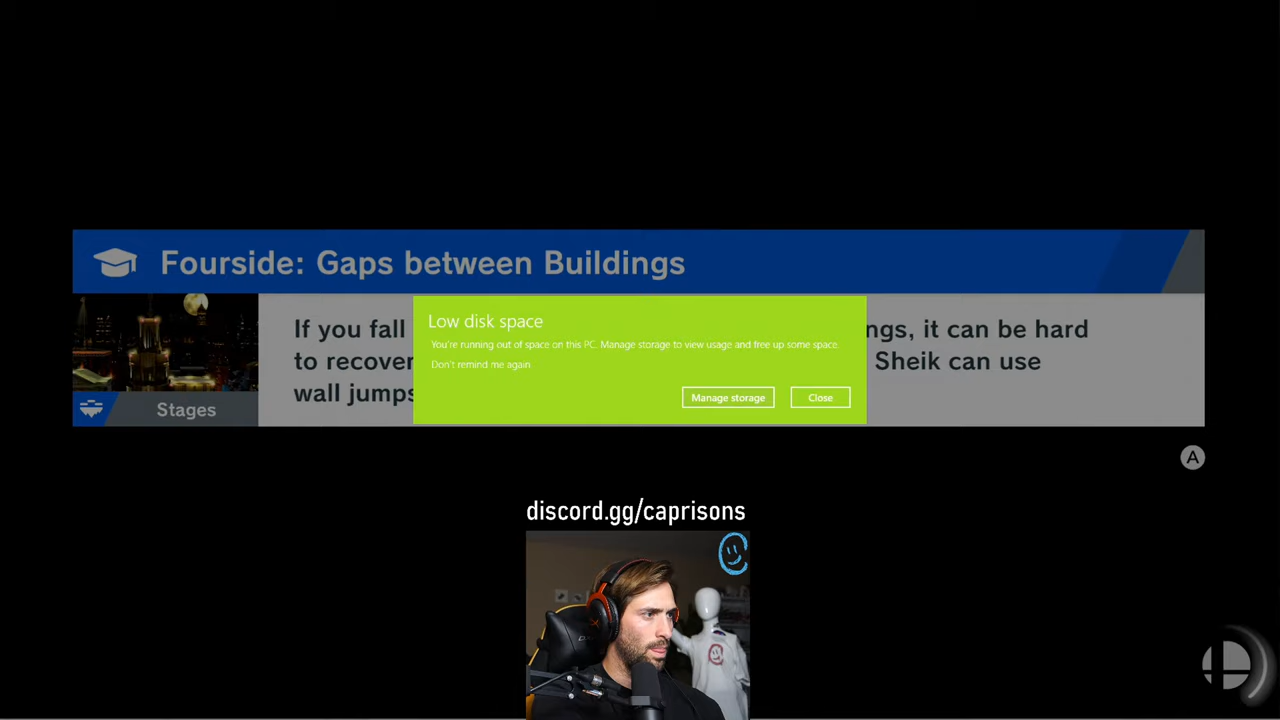 Fourside: Gaps between Buildings
If you fall
ngs, it can be hard
to recover
Sheik can use
wall jumps
Stages
Low disk space
You're running out of space on this PC. Manage storage to view usage and free up some space.
Don't remind me again
Manage storage
Close
A
discord.gg/caprisons